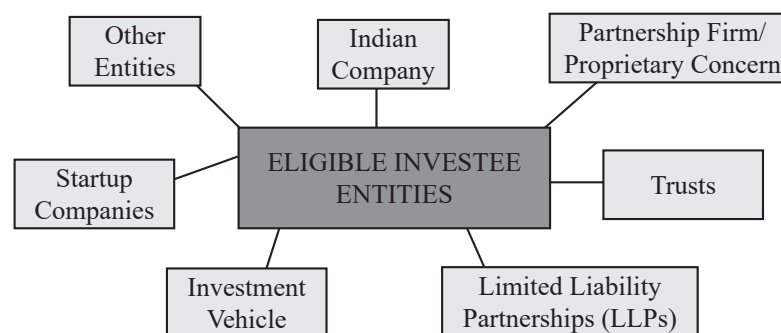 Other
Entities
Indian
Company
Partnership Firm/
Proprietary Concern
ELIGIBLE INVESTEE
ENTITIES
Startup
Companies
Trusts
Investment
Vehicle
Limited Liability
Partnerships (LLPs)